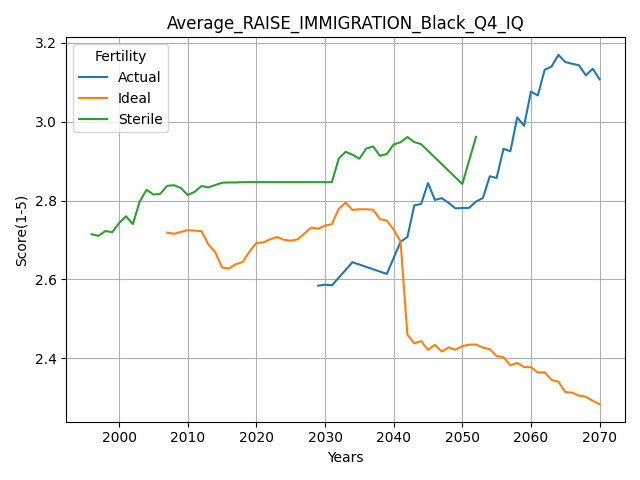 Average_RAISE_IMMIGRATION_Black_Q4_IQ
Fertility
Actual
Ideal
Sterile
Score(1-5)
3.2
3.0
2.8
2.6
2.4
2000
2010
2020
2030
2040
2050
2060
2070
Years